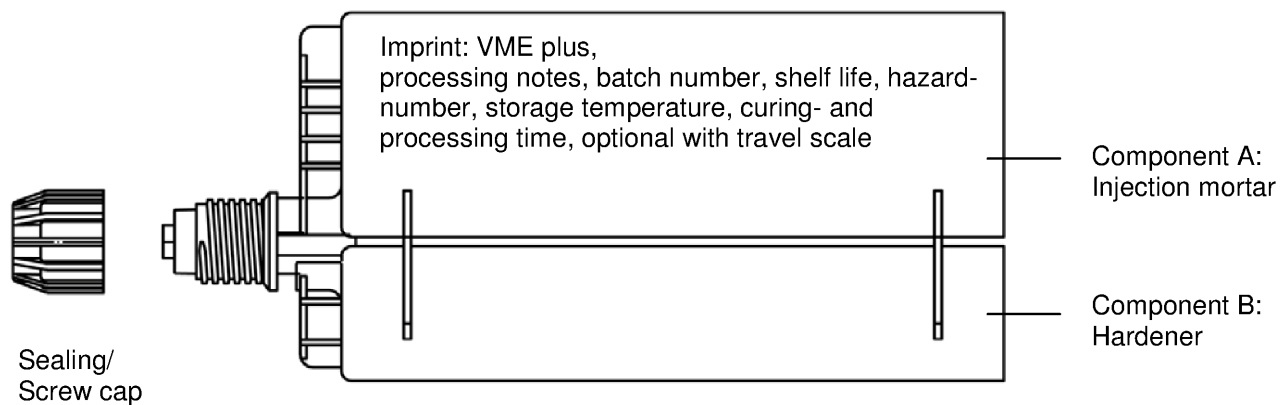 Imprint: VME plus,
processing notes, batch number, shelf life, hazard-
number, storage temperature, curing- and
processing time, optional with travel scale
Component A:
Injection mortar
Component B:
Hardener
Sealing/
Screw cap